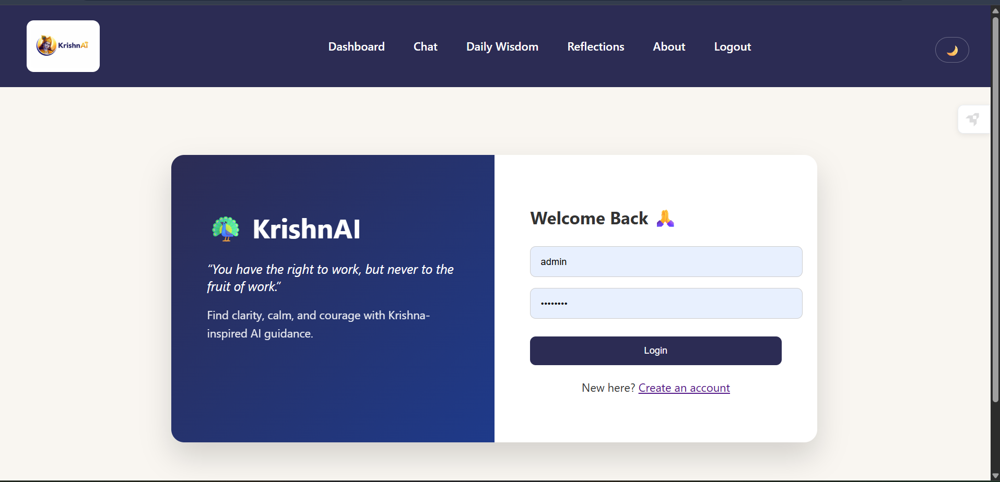 KrishnAI
Dashboard
Chat
Daily Wisdom
Reflections
About
Logout
KrishnAI
“You have the right to work, but never to the
fruit of work.”
Find clarity, calm, and courage with Krishna-
inspired AI guidance.
Welcome Back
admin
••••••••
Login
New here? Create an account